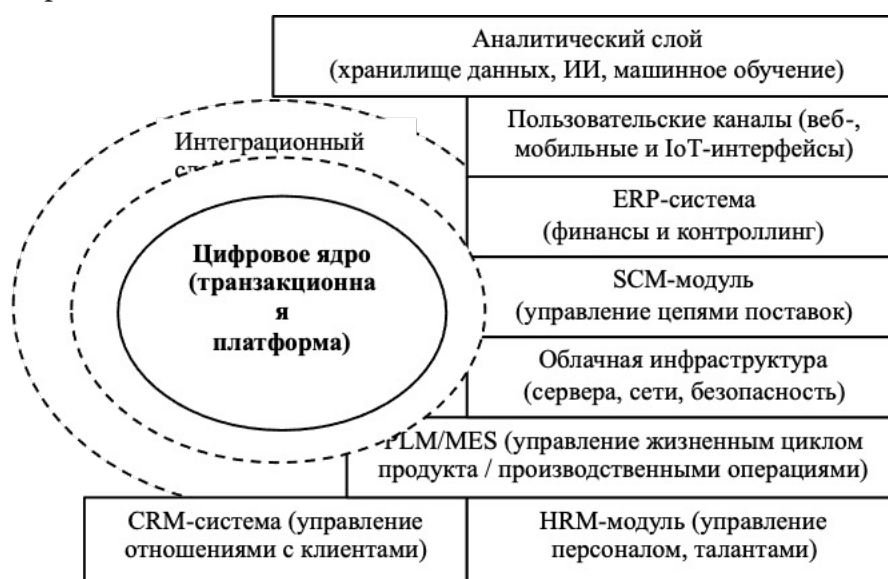 Аналитический слой
(хранилище данных, ИИ, машинное обучение)
Пользовательские каналы (веб-,
мобильные и IoT-интерфейсы)
Интеграционный
ERP-система
(финансы и контроллинг)
Цифровое ядро
(транзакционна
я
платформа)
SCM-модуль
(управление цепями поставок)
Облачная инфраструктура
(сервера, сети, безопасность)
PLM/MES (управление жизненным циклом
продукта / производственными операциями)
CRM-система (управление
отношениями с клиентами)
HRM-модуль (управление
персоналом, талантами)